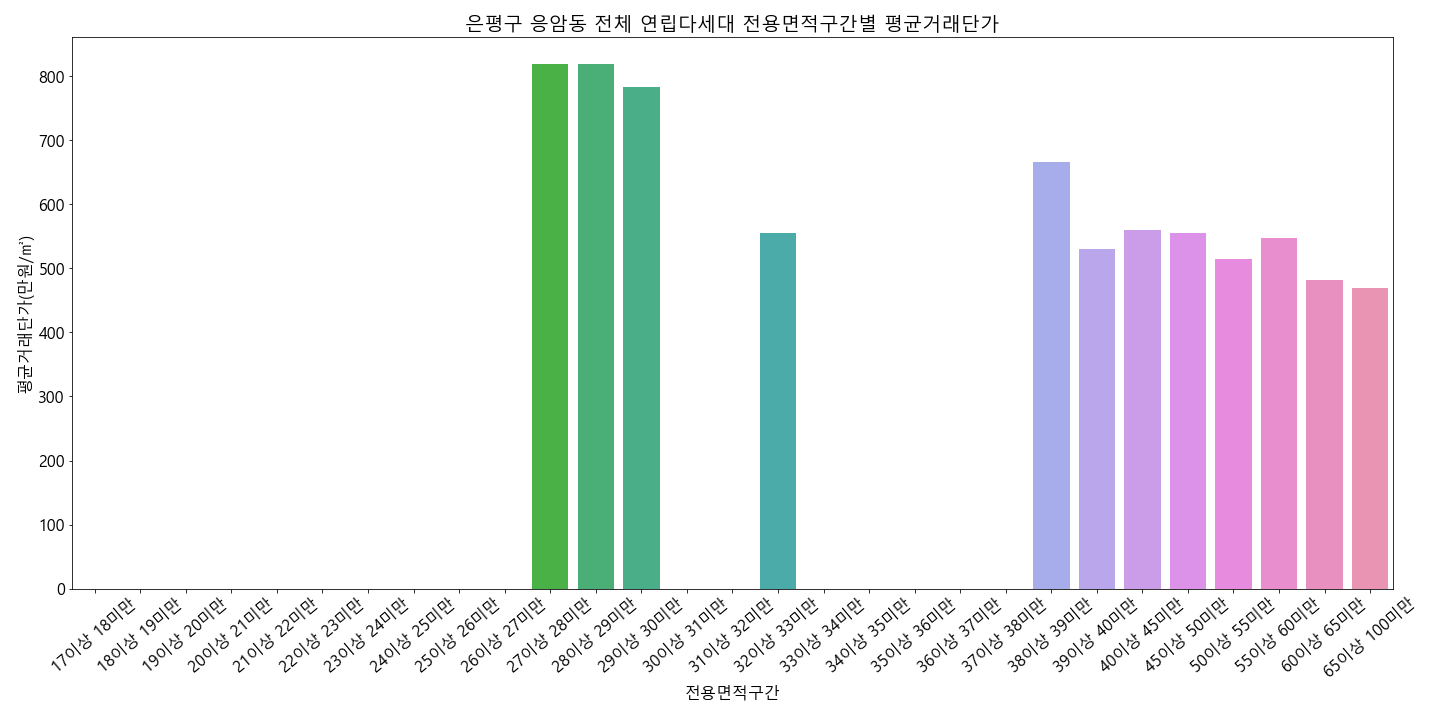 은평구 응암동 전체 연립다세대 전용면적구간별 평균거래단가
평균거래단가(만원/㎡)
800
700
600
500
400
300
200
100
0
17이상 18미만
18이상 19미만
19이상 20미만
20이상 21미만
21이상 22미만
22이상 23미만
23이상 24미만
24이상 25미만
25이상 26미만
26이상 27미만
27이상 28미만
28이상 29미만
29이상 30미만
30이상 31미만
31이상 32미만
32이상 33미만
33이상 34미만
34이상 35미만
35이상 36미만
36이상 37미만
37이상 38미만
38이상 39미만
39이상 40미만
40이상 45미만
45이상 50미만
50이상 55미만
55이상 60미만
60이상 65미만
65이상 100미만
전용면적구간